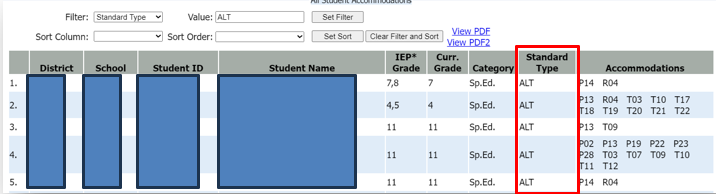 All Student Accommodations
Filter: Standard Type Value: ALT Set Filter
Sort Column: Sort Order: Set Sort Clear Filter and Sort View PDF
View PDF2
District School Student ID Student Name IEP* Grade Curr. Grade Category Standard Type Accommodations
1. 7,8 7 Sp.Ed. ALT P14 R04
2. 4,5 4 Sp.Ed. ALT P13 R04 T03 T10 T17
T18 T19 T20 T21 T22
3. 11 11 Sp.Ed. ALT P13 T09
4. 11 11 Sp.Ed. ALT P02 P13 P19 P22 P23
P28 T03 T07 T09 T10
T11 T12
5. 11 11 Sp.Ed. ALT P14 R04